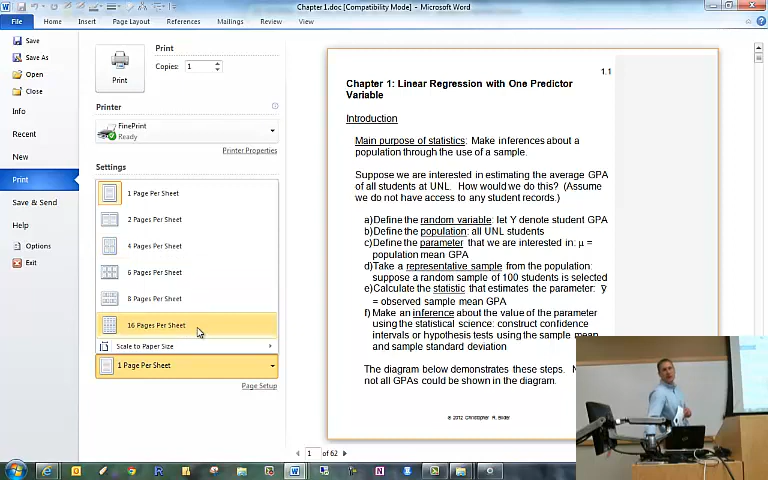 Chapter 1.doc [Compatibility Mode] - Microsoft Word
File Home Insert Page Layout References Mailings Review View
Save
Save As
Open
Close
Info
Recent
New
Print
Save & Send
Help
Options
Exit
Print
Print
Copies: 1
Printer
FinePrint
Ready
Printer Properties
Settings
1 Page Per Sheet
2 Pages Per Sheet
4 Pages Per Sheet
6 Pages Per Sheet
8 Pages Per Sheet
16 Pages Per Sheet
Scale to Paper Size
1 Page Per Sheet
Page Setup
1.1
Chapter 1: Linear Regression with One Predictor
Variable
Introduction
Main purpose of statistics: Make inferences about a
population through the use of a sample.
Suppose we are interested in estimating the average GPA
of all students at UNL. How would we do this? (Assume
we do not have access to any student records.)
a)Define the random variable: let Y denote student GPA
b)Define the population: all UNL students
c)Define the parameter that we are interested in: μ =
population mean GPA
d)Take a representative sample from the population:
suppose a random sample of 100 students is selected
e)Calculate the statistic that estimates the parameter: Y̅
= observed sample mean GPA
f) Make an inference about the value of the parameter
using the statistical science: construct confidence
intervals or hypothesis tests using the sample mean
and sample standard deviation
The diagram below demonstrates these steps.
not all GPAs could be shown in the diagram.
© 2012 Christopher R. Bilder
1 of 62